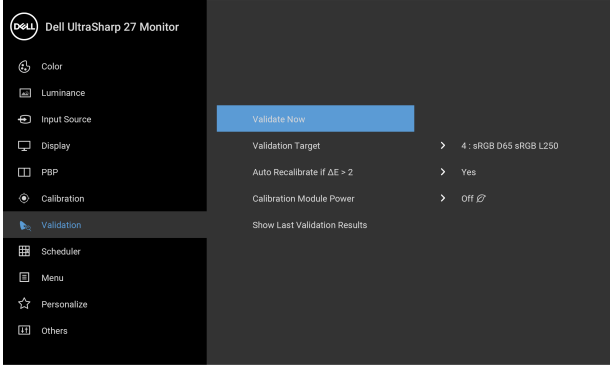 DELL Dell UltraSharp 27 Monitor
Color
Luminance
Input Source
Display
PBP
Calibration
Validation
Scheduler
Menu
Personalize
Others
Validate Now
Validation Target 4 : sRGB D65 sRGB L250
Auto Recalibrate if ΔE > 2 Yes
Calibration Module Power Off
Show Last Validation Results